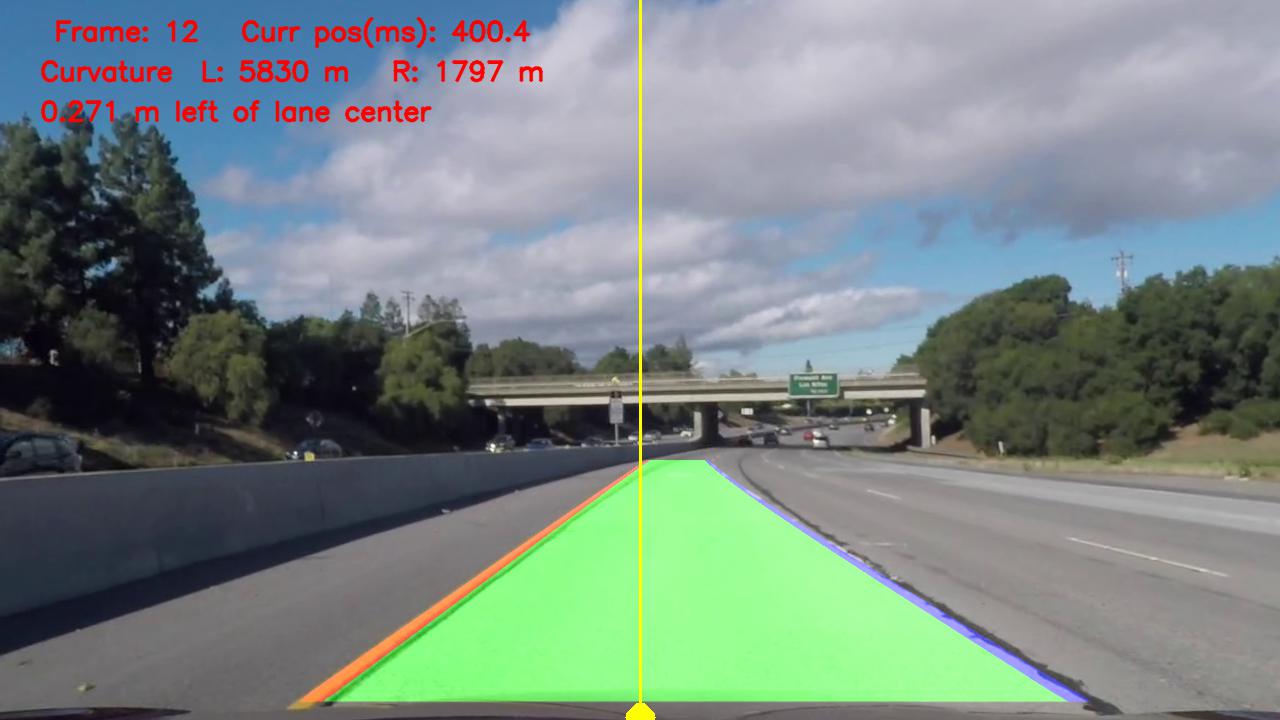 Frame: 12 Curr pos(ms): 400.4
Curvature L: 5830 m R: 1797 m
0.271 m left of lane center